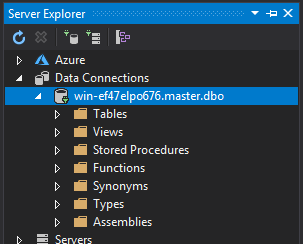 Server Explorer
Azure
Data Connections
win-ef47elpo676.master.dbo
Tables
Views
Stored Procedures
Functions
Synonyms
Types
Assemblies
Servers